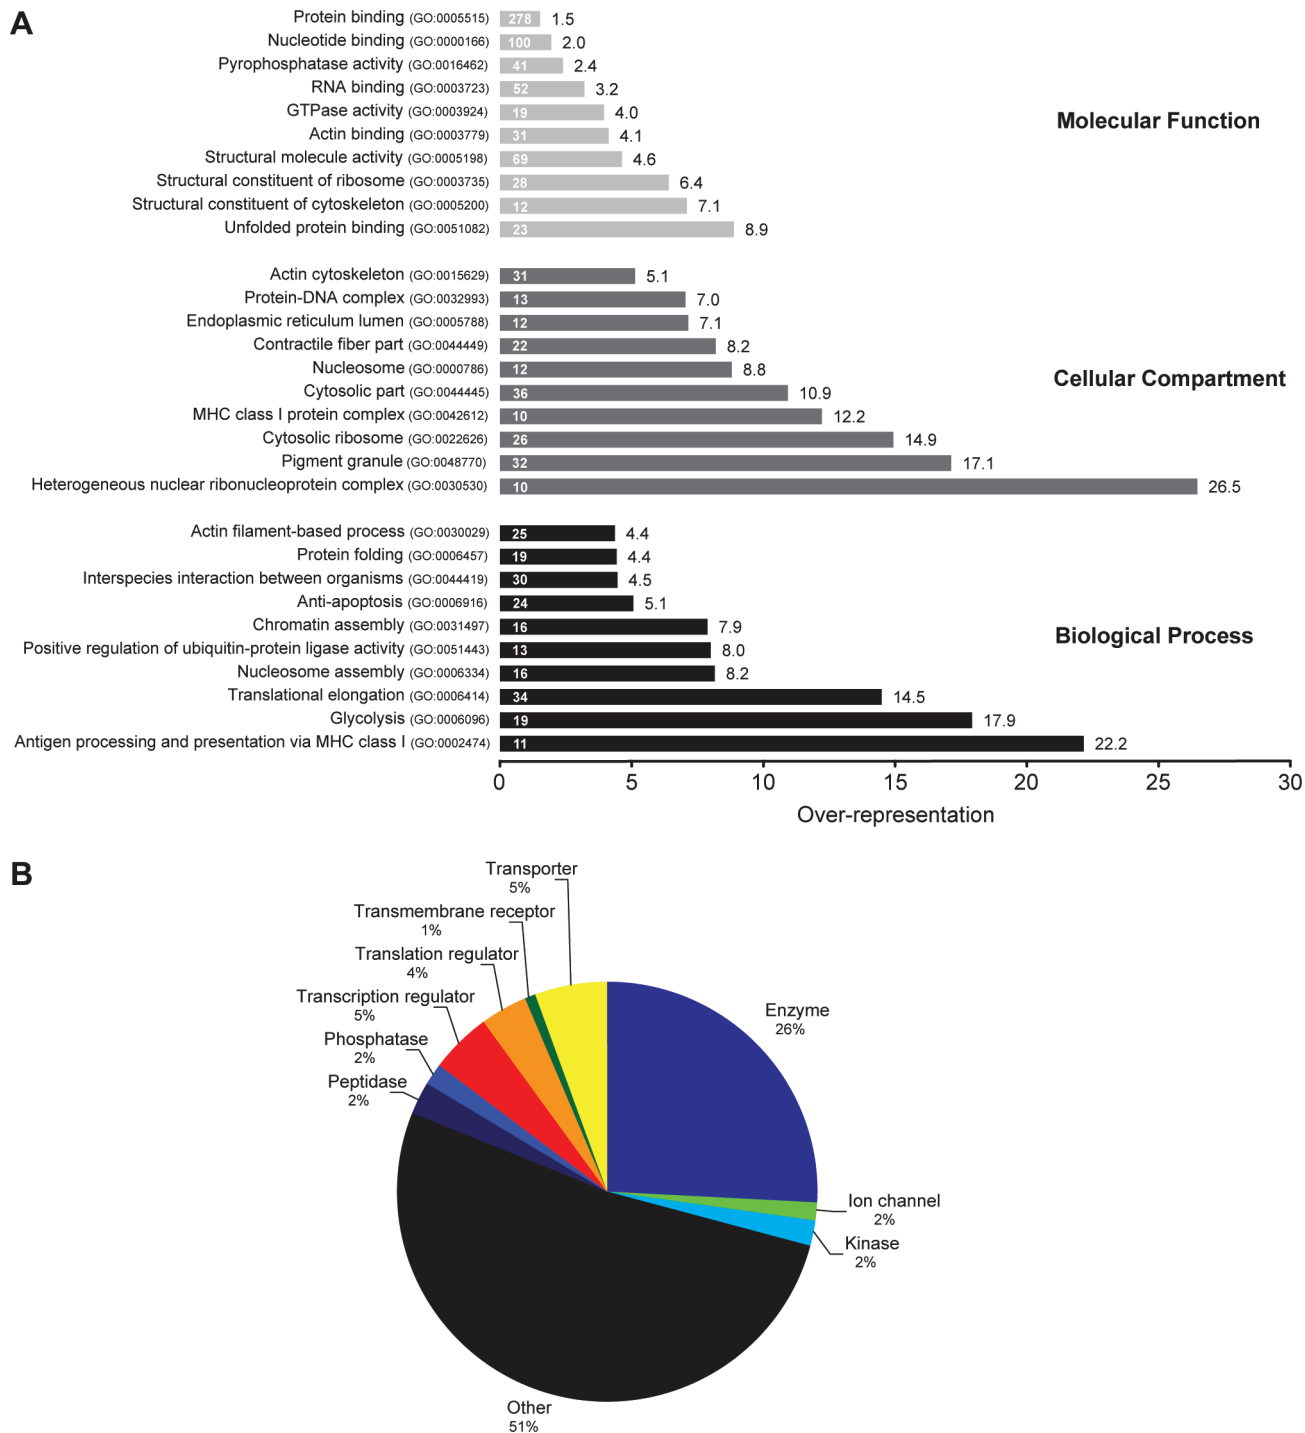 A
Protein binding (GO:0005515) 278 1.5
Nucleotide binding (GO:0000166) 100 2.0
Pyrophosphatase activity (GO:0016462) 41 2.4
RNA binding (GO:0003723) 52 3.2
GTPase activity (GO:0003924) 19 4.0
Actin binding (GO:0003779) 31 4.1
Structural molecule activity (GO:0005198) 69 4.6
Structural constituent of ribosome (GO:0003735) 28 6.4
Structural constituent of cytoskeleton (GO:0005200) 12 7.1
Unfolded protein binding (GO:0051082) 23 8.9
Molecular Function
Actin cytoskeleton (GO:0015629) 31 5.1
Protein-DNA complex (GO:0032993) 13 7.0
Endoplasmic reticulum lumen (GO:0005788) 12 7.1
Contractile fiber part (GO:0044449) 22 8.2
Nucleosome (GO:0000786) 12 8.8
Cytosolic part (GO:0044445) 36 10.9
MHC class I protein complex (GO:0042612) 10 12.2
Cytosolic ribosome (GO:0022626) 26 14.9
Pigment granule (GO:0048770) 32 17.1
Heterogeneous nuclear ribonucleoprotein complex (GO:0030530) 10 26.5
Cellular Compartment
Actin filament-based process (GO:0030029) 25 4.4
Protein folding (GO:0006457) 19 4.4
Interspecies interaction between organisms (GO:0044419) 30 4.5
Anti-apoptosis (GO:0006916) 24 5.1
Chromatin assembly (GO:0031497) 16 7.9
Positive regulation of ubiquitin-protein ligase activity (GO:0051443) 13 8.0
Nucleosome assembly (GO:0006334) 16 8.2
Translational elongation (GO:0006414) 34 14.5
Glycolysis (GO:0006096) 19 17.9
Antigen processing and presentation via MHC class I (GO:0002474) 11 22.2
Biological Process
0 5 10 15 20 25 30
Over-representation
B
Transporter
5%
Transmembrane receptor
1%
Translation regulator
4%
Transcription regulator
5%
Phosphatase
2%
Peptidase
2%
Enzyme
26%
Ion channel
2%
Kinase
2%
Other
51%